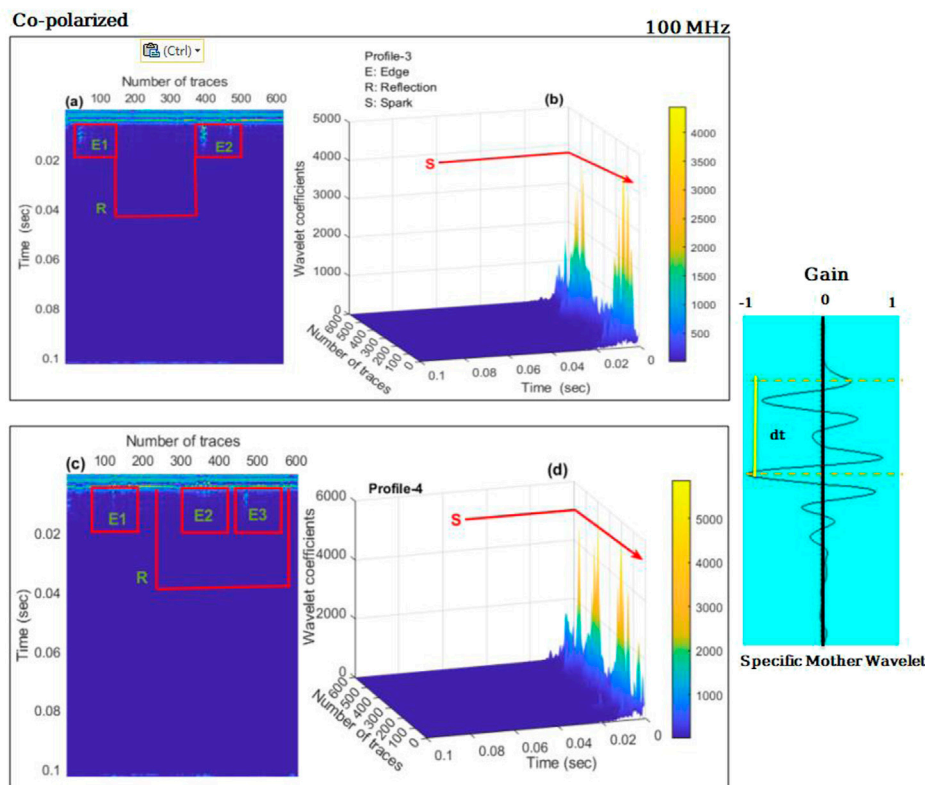 Co-polarized
100 MHz
(Ctrl)
Number of traces
(a) 100 200 300 400 500 600
E1
E2
R
0.02
0.04
0.06
0.08
0.1
Time (sec)
Profile-3
E: Edge
R: Reflection
S: Spark
(b)
S
5000
4000
3000
2000
1000
0
Wavelet coefficients
600
500
400
300
200
100
0
Number of traces
0.1 0.08 0.06 0.04 0.02 0
Time (sec)
4000
3500
3000
2500
2000
1500
1000
500
Number of traces
(c) 100 200 300 400 500 600
E1
E2
E3
R
0.02
0.04
0.06
0.08
0.1
Time (sec)
Profile-4
(d)
S
6000
4000
2000
0
Wavelet coefficients
600
500
400
300
200
100
0
Number of traces
0.1 0.08 0.06 0.04 0.02 0
Time (sec)
5000
4000
3000
2000
1000
Gain
-1 0 1
dt
Specific Mother Wavelet